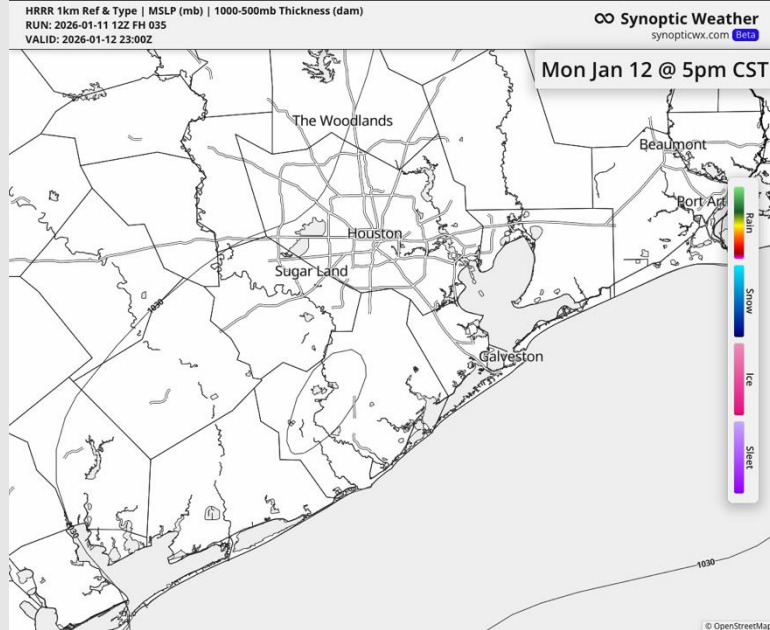 HRRR 1km Ref & Type | MSLP (mb) | 1000-500mb Thickness (dam)
RUN: 2026-01-11 12Z FH 035
VALID: 2026-01-12 23:00Z
Synoptic Weather
synopticwx.com Beta
Mon Jan 12 @ 5pm CST
The Woodlands
Beaumont
Port Art
Rain
Houston
Sugar Land
Snow
1030
Galveston
Ice
Sleet
1030
© OpenStreetMap